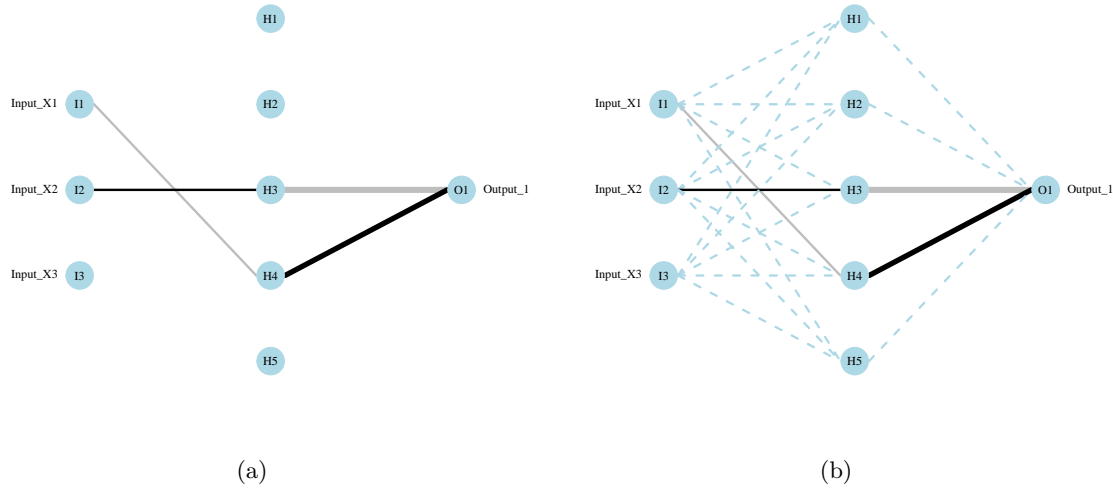 H1
H2
H3
H4
H5
Input_X1 I1
Input_X2 I2
Input_X3 I3
O1 Output_1
(a)
H1
H2
H3
H4
H5
Input_X1 I1
Input_X2 I2
Input_X3 I3
O1 Output_1
(b)